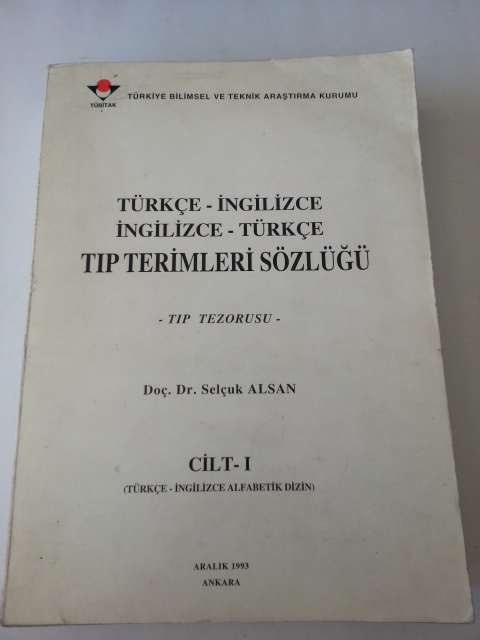 TÜBİTAK
TÜRKİYE BİLİMSEL VE TEKNİK ARAŞTIRMA KURUMU
TÜRKÇE - İNGİLİZCE
İNGİLİZCE - TÜRKÇE
TIP TERİMLERİ SÖZLÜĞÜ
- TIP TEZORUSU -
Doç. Dr. Selçuk ALSAN
CİLT- I
(TÜRKÇE - İNGİLİZCE ALFABETİK DİZİN)
ARALIK 1993
ANKARA